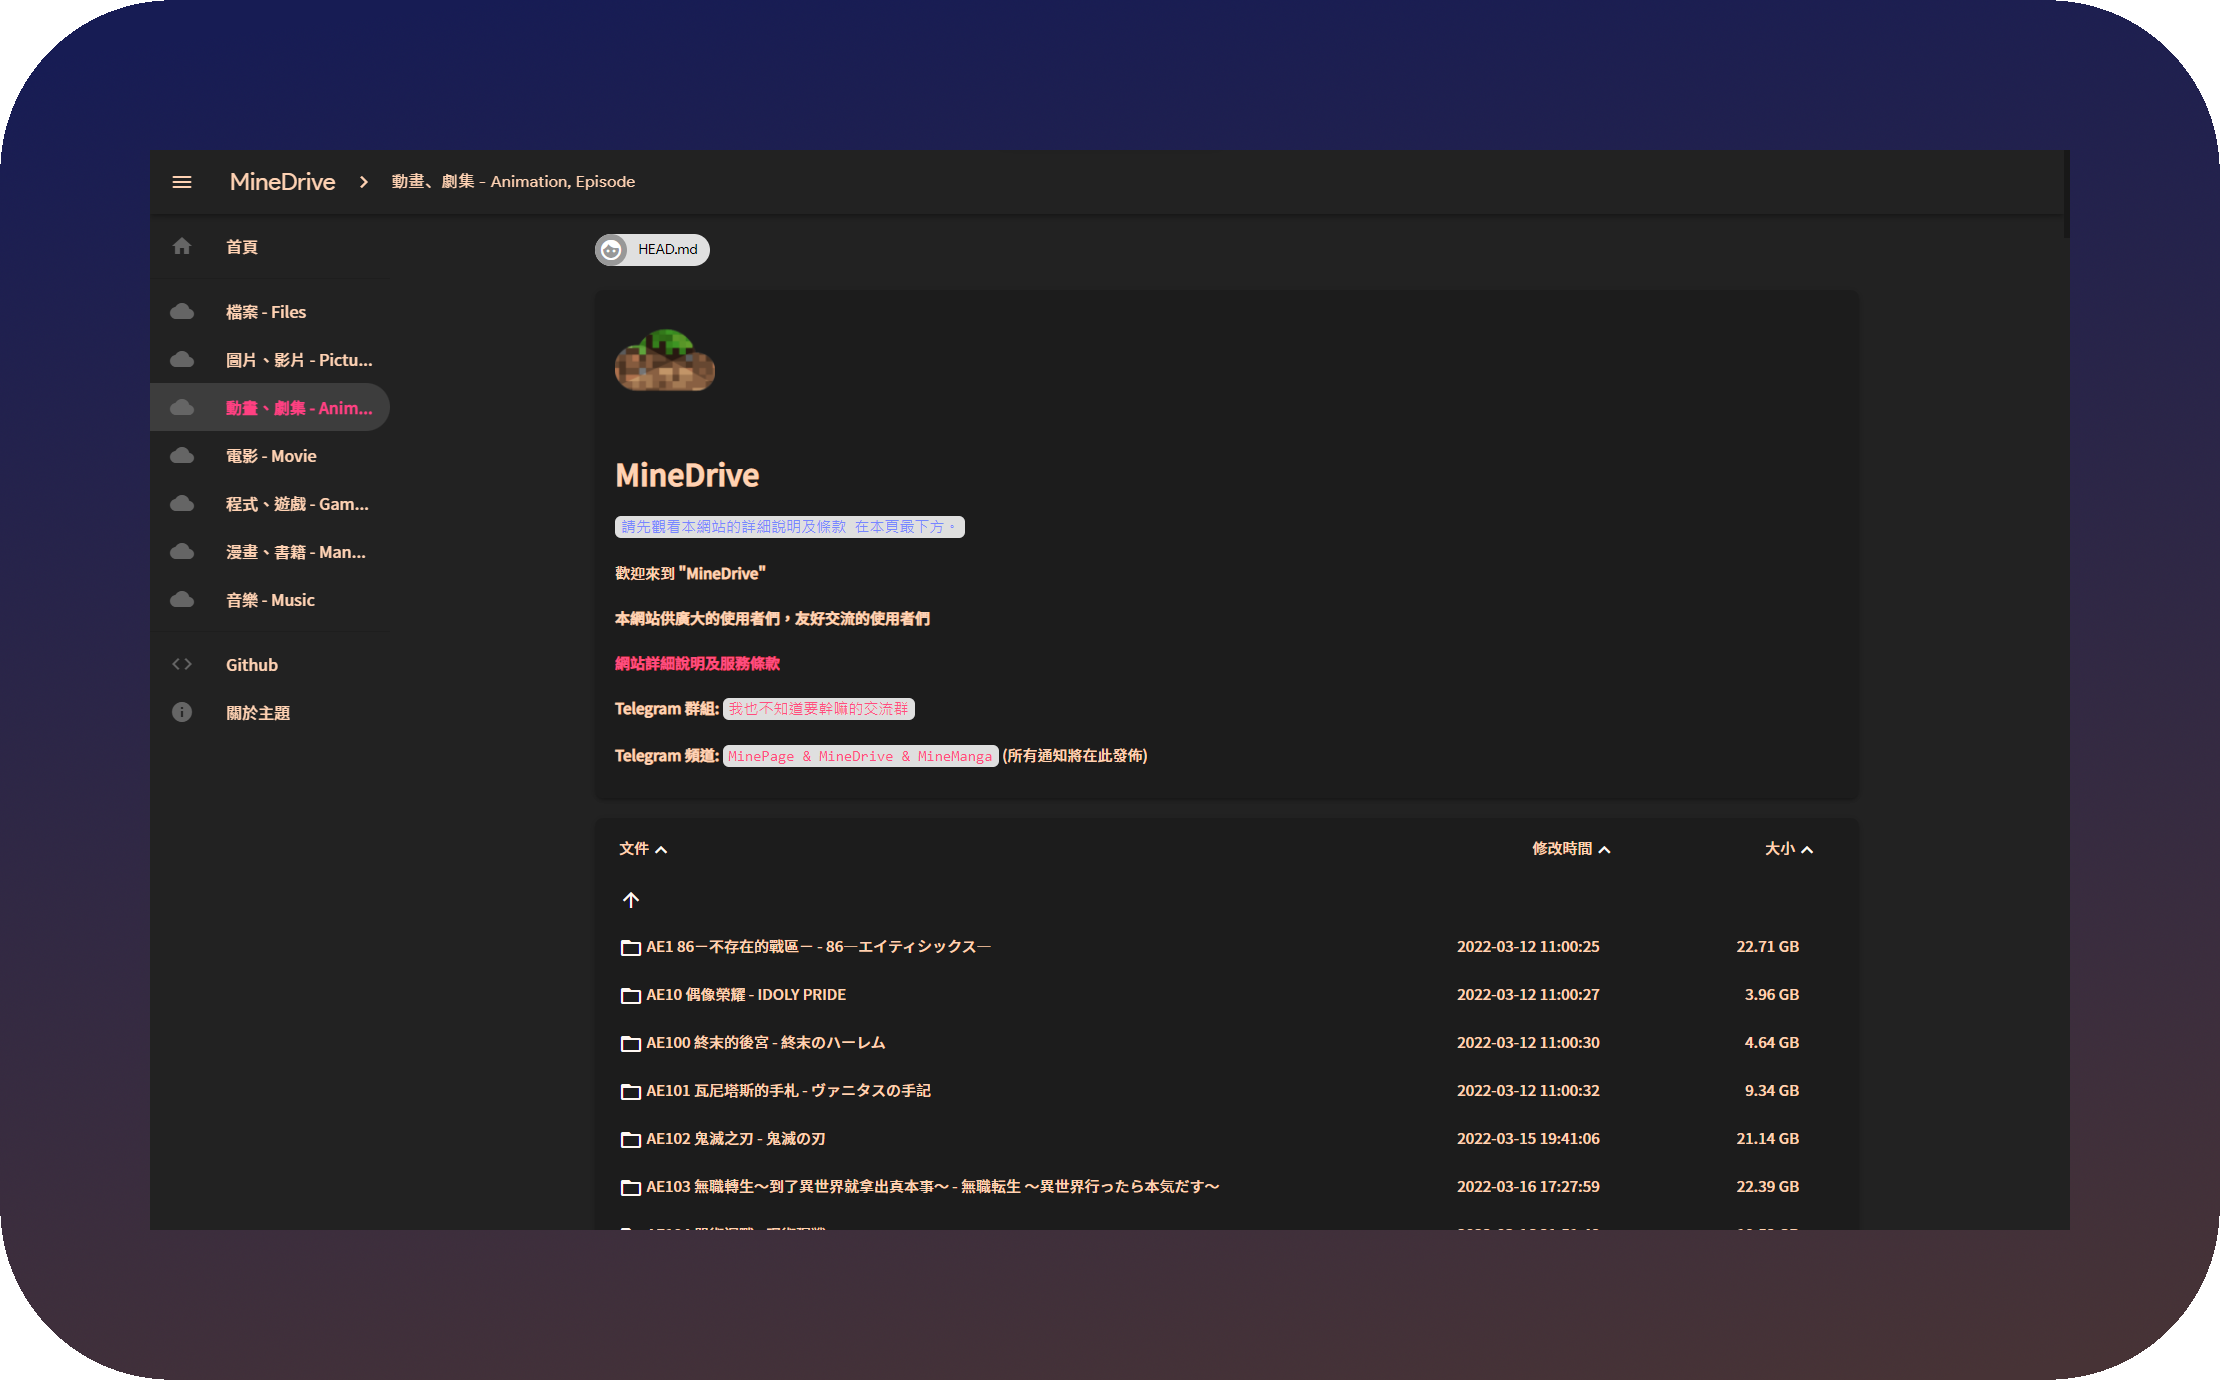 MineDrive
動畫、劇集 - Animation, Episode
首頁
檔案 - Files
圖片、影片 - Pictu...
動畫、劇集 - Anim...
電影 - Movie
程式、遊戲 - Gam...
漫畫、書籍 - Man...
音樂 - Music
Github
關於主題
HEAD.md
MineDrive
請先觀看本網站的詳細說明及條款 在本頁最下方。
歡迎來到 "MineDrive"
本網站供廣大的使用者們，友好交流的使用者們
網站詳細說明及服務條款
Telegram 群組: 我也不知道要幹嘛的交流群
Telegram 頻道: MinePage & MineDrive & MineManga (所有通知將在此發佈)
文件 修改時間 大小
AE1 86－不存在的戰區－ - 86―エイティシックス― 2022-03-12 11:00:25 22.71 GB
AE10 偶像榮耀 - IDOLY PRIDE 2022-03-12 11:00:27 3.96 GB
AE100 終末的後宮 - 終末のハーレム 2022-03-12 11:00:30 4.64 GB
AE101 瓦尼塔斯的手札 - ヴァニタスの手記 2022-03-12 11:00:32 9.34 GB
AE102 鬼滅之刃 - 鬼滅の刃 2022-03-15 19:41:06 21.14 GB
AE103 無職轉生～到了異世界就拿出真本事～ - 無職転生 ～異世界行ったら本気だす～ 2022-03-16 17:27:59 22.39 GB